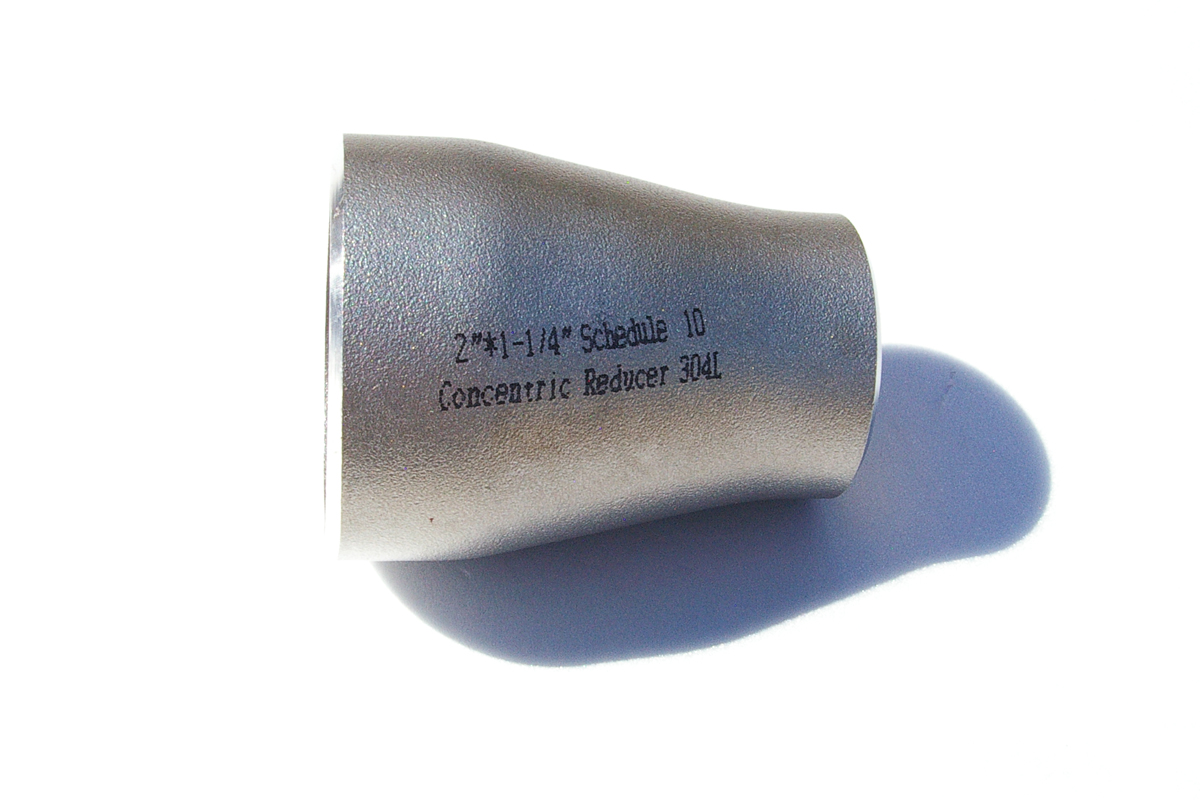 2"*1-1/4" Schedule 10
Concentric Reducer 304L